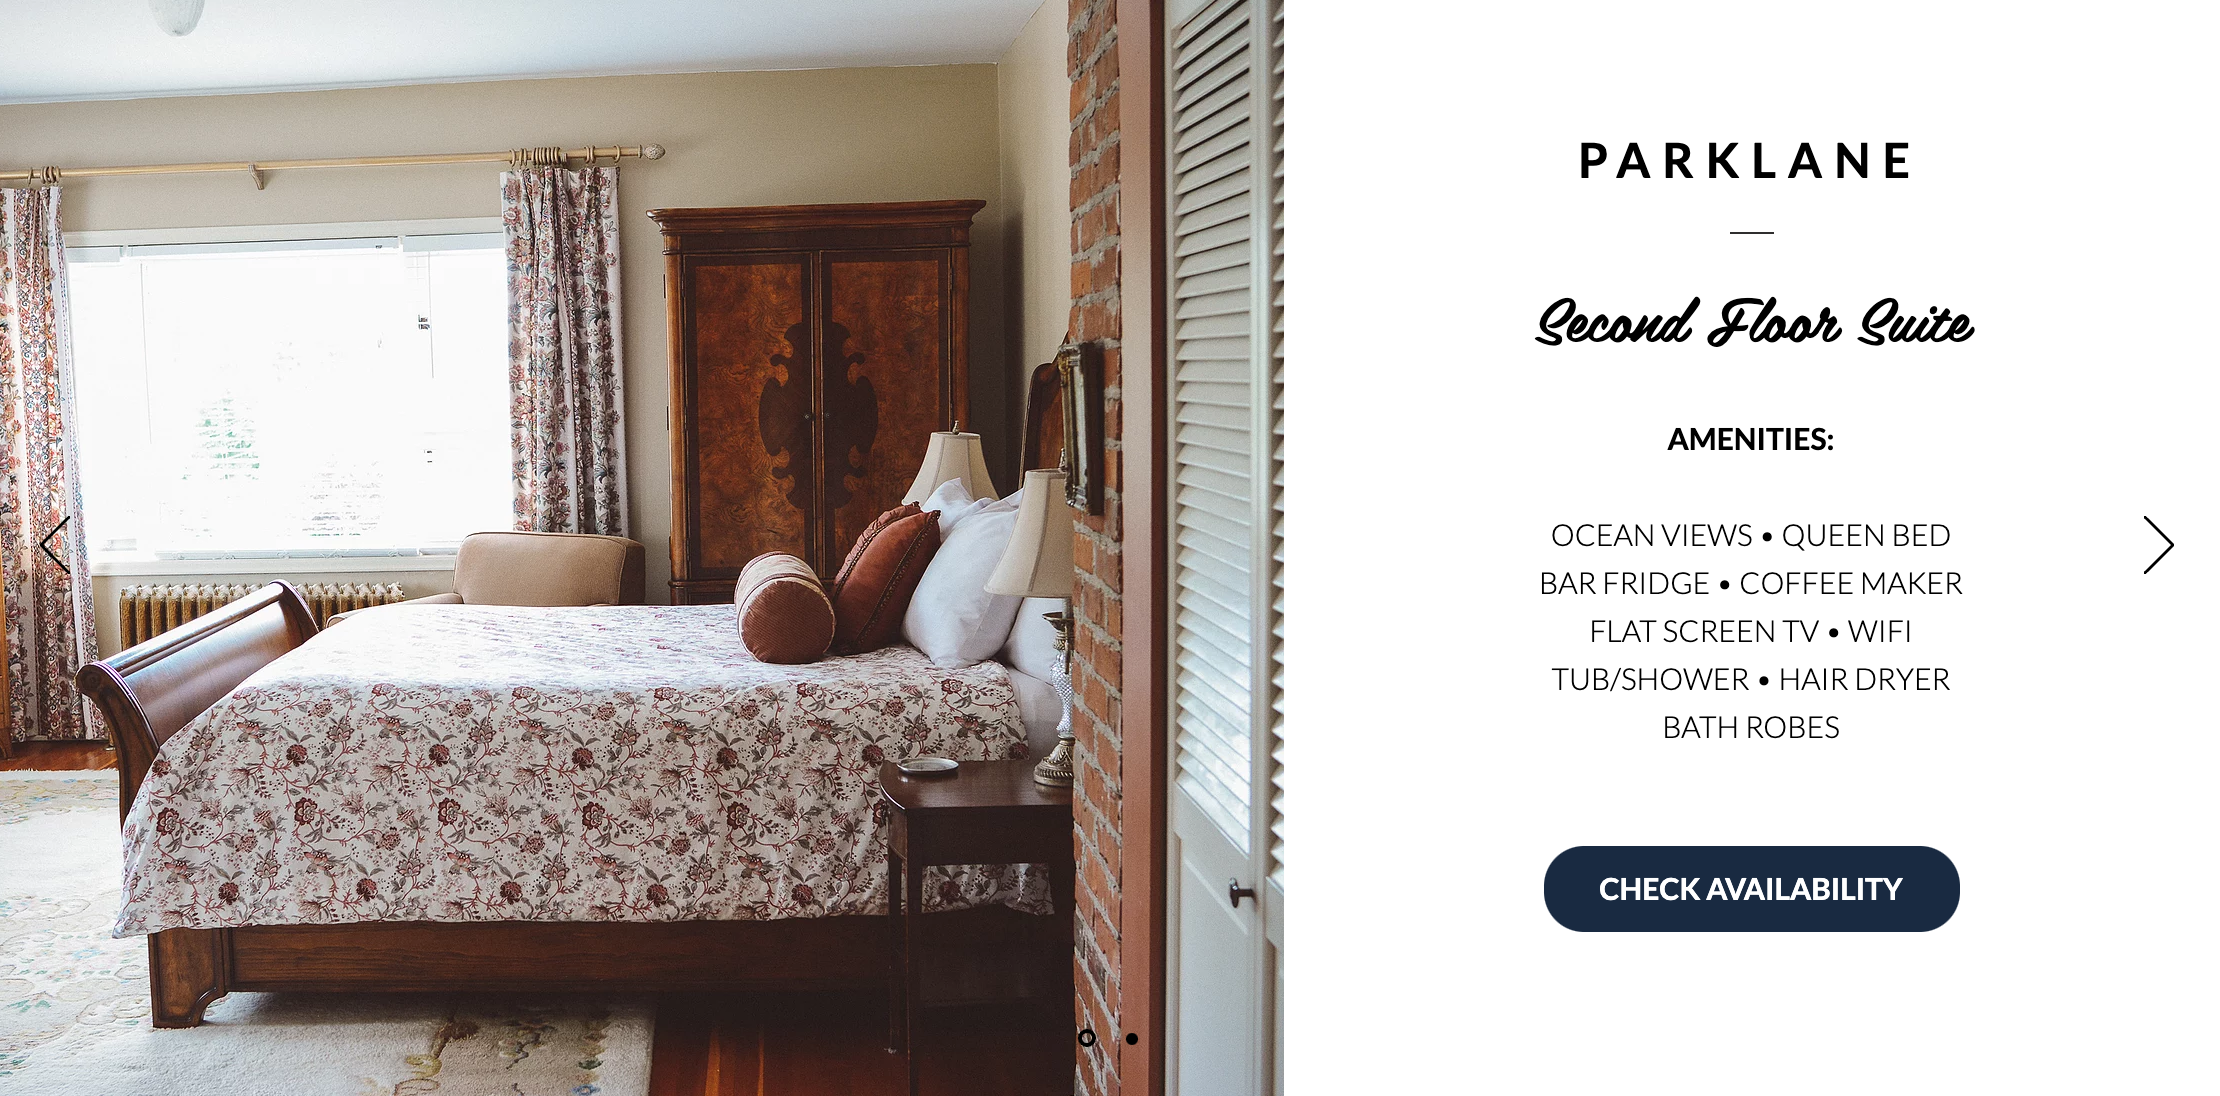 PARKLANE
Second Floor Suite
AMENITIES:
OCEAN VIEWS • QUEEN BED
BAR FRIDGE • COFFEE MAKER
FLAT SCREEN TV • WIFI
TUB/SHOWER • HAIR DRYER
BATH ROBES
CHECK AVAILABILITY